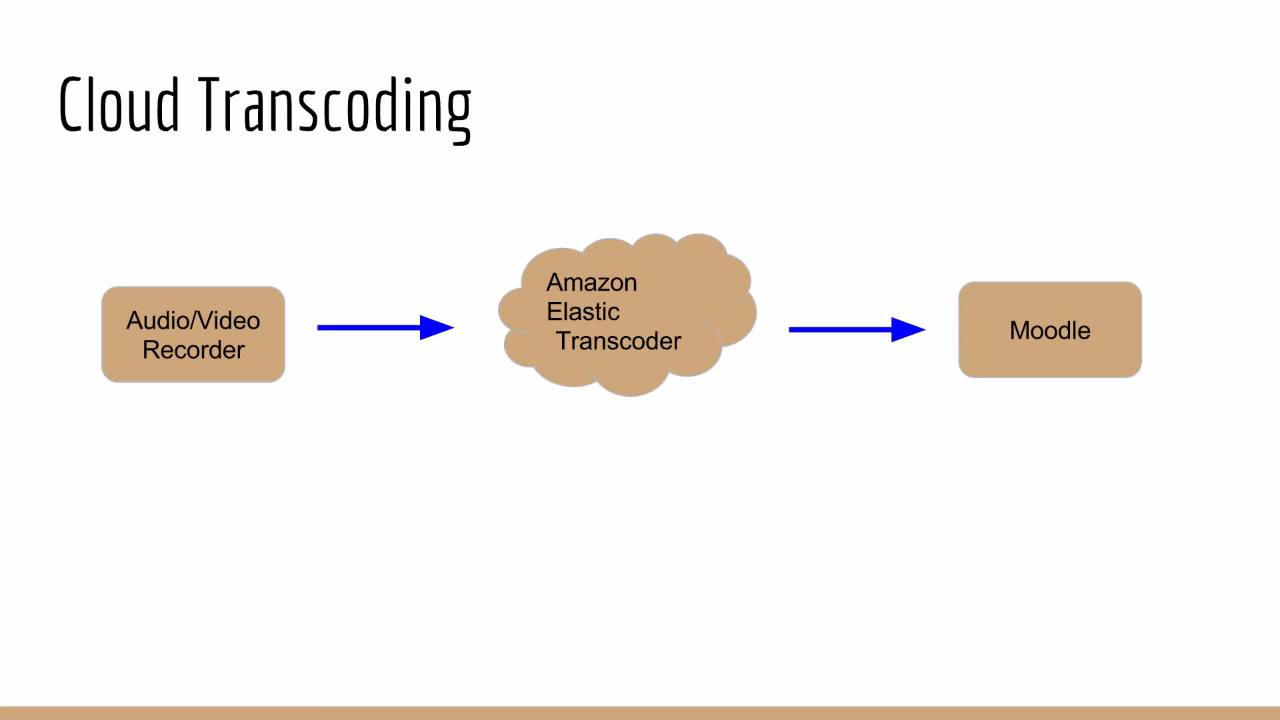 Cloud Transcoding
Audio/Video
Recorder
Amazon
Elastic
Transcoder
Moodle